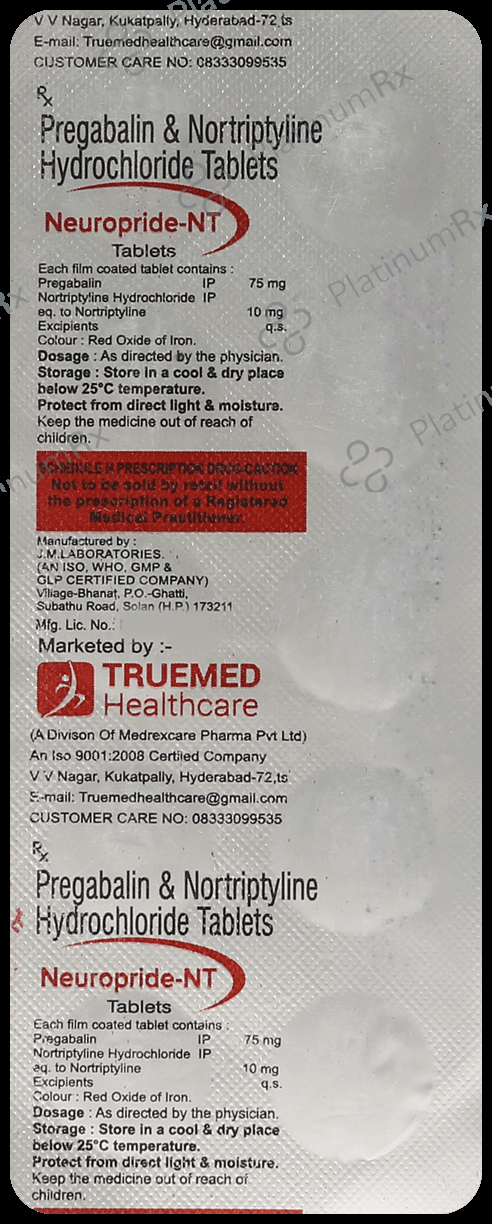 V V Nagar, Kukatpally, Hyderabad-72,ts
E-mail: Truemedhealthcare@gmail.com
CUSTOMER CARE NO: 08333099535
Rx
Pregabalin & Nortriptyline
Hydrochloride Tablets
Neuropride-NT
Tablets
Each film coated tablet contains :
Pregabalin IP 75 mg
Nortriptyline Hydrochloride IP
eq. to Nortriptyline 10 mg
Excipients q.s.
Colour : Red Oxide of Iron.
Dosage : As directed by the physician.
Storage : Store in a cool & dry place
below 25°C temperature.
Protect from direct light & moisture.
Keep the medicine out of reach of
children.
SCHEDULE H PRESCRIPTION DRUG-CAUTION
Not to be sold by retail without
the prescription of a Registered
Medical Practitioner.
Manufactured by :
J.M.LABORATORIES.
(AN ISO, WHO, GMP &
GLP CERTIFIED COMPANY)
Village-Bhanat, P.O.-Ghatti,
Subathu Road, Solan (H.P.) 173211
Mfg. Lic. No.:
Marketed by :-
TRUEMED
Healthcare
(A Divison Of Medrexcare Pharma Pvt Ltd)
An Iso 9001:2008 Certiied Company
V V Nagar, Kukatpally, Hyderabad-72,ts
E-mail: Truemedhealthcare@gmail.com
CUSTOMER CARE NO: 08333099535
Rx
Pregabalin & Nortriptyline
Hydrochloride Tablets
Neuropride-NT
Tablets
Each film coated tablet contains :
Pregabalin IP 75 mg
Nortriptyline Hydrochloride IP
eq. to Nortriptyline 10 mg
Excipients q.s.
Colour : Red Oxide of Iron.
Dosage : As directed by the physician.
Storage : Store in a cool & dry place
below 25°C temperature.
Protect from direct light & moisture.
Keep the medicine out of reach of
children.
PlatinumRx
PlatinumRx
PlatinumRx